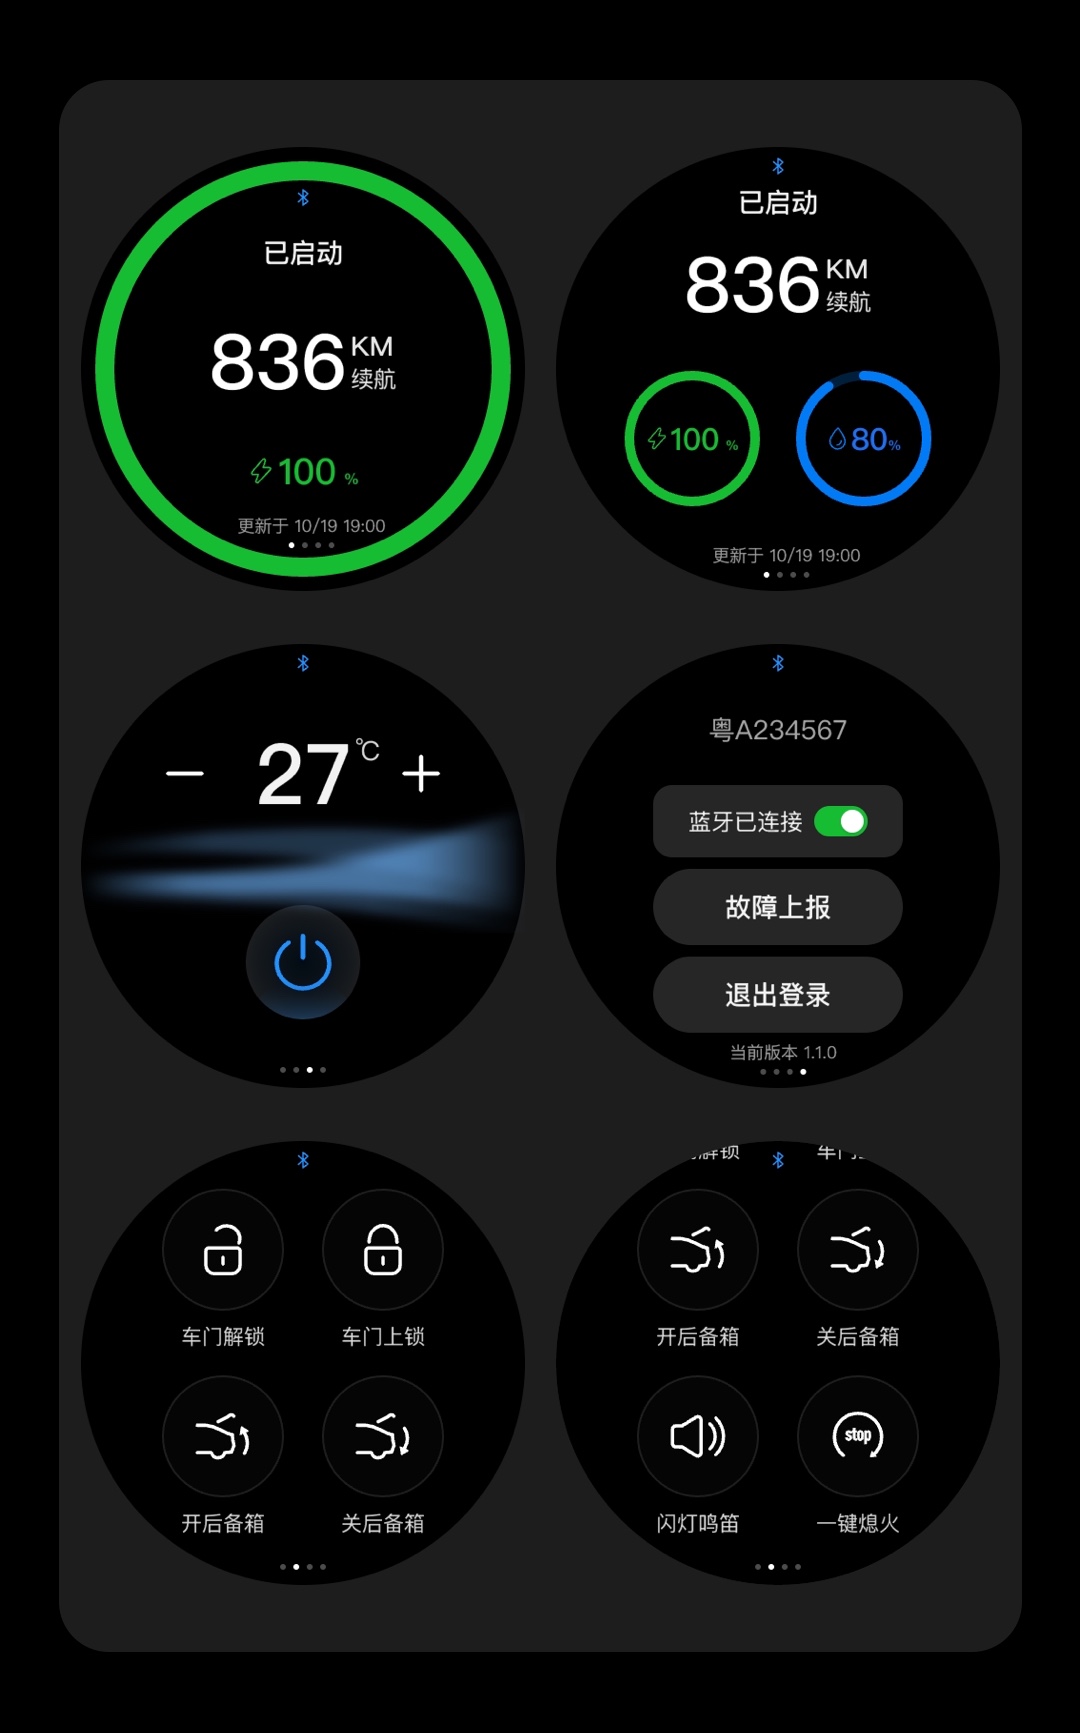 已启动
836 KM
续航
100 %
更新于 10/19 19:00
已启动
836 KM
续航
100 %
80%
更新于 10/19 19:00
27℃
粤A234567
蓝牙已连接
故障上报
退出登录
当前版本 1.1.0
车门解锁
车门上锁
开后备箱
关后备箱
开后备箱
关后备箱
stop
闪灯鸣笛
一键熄火